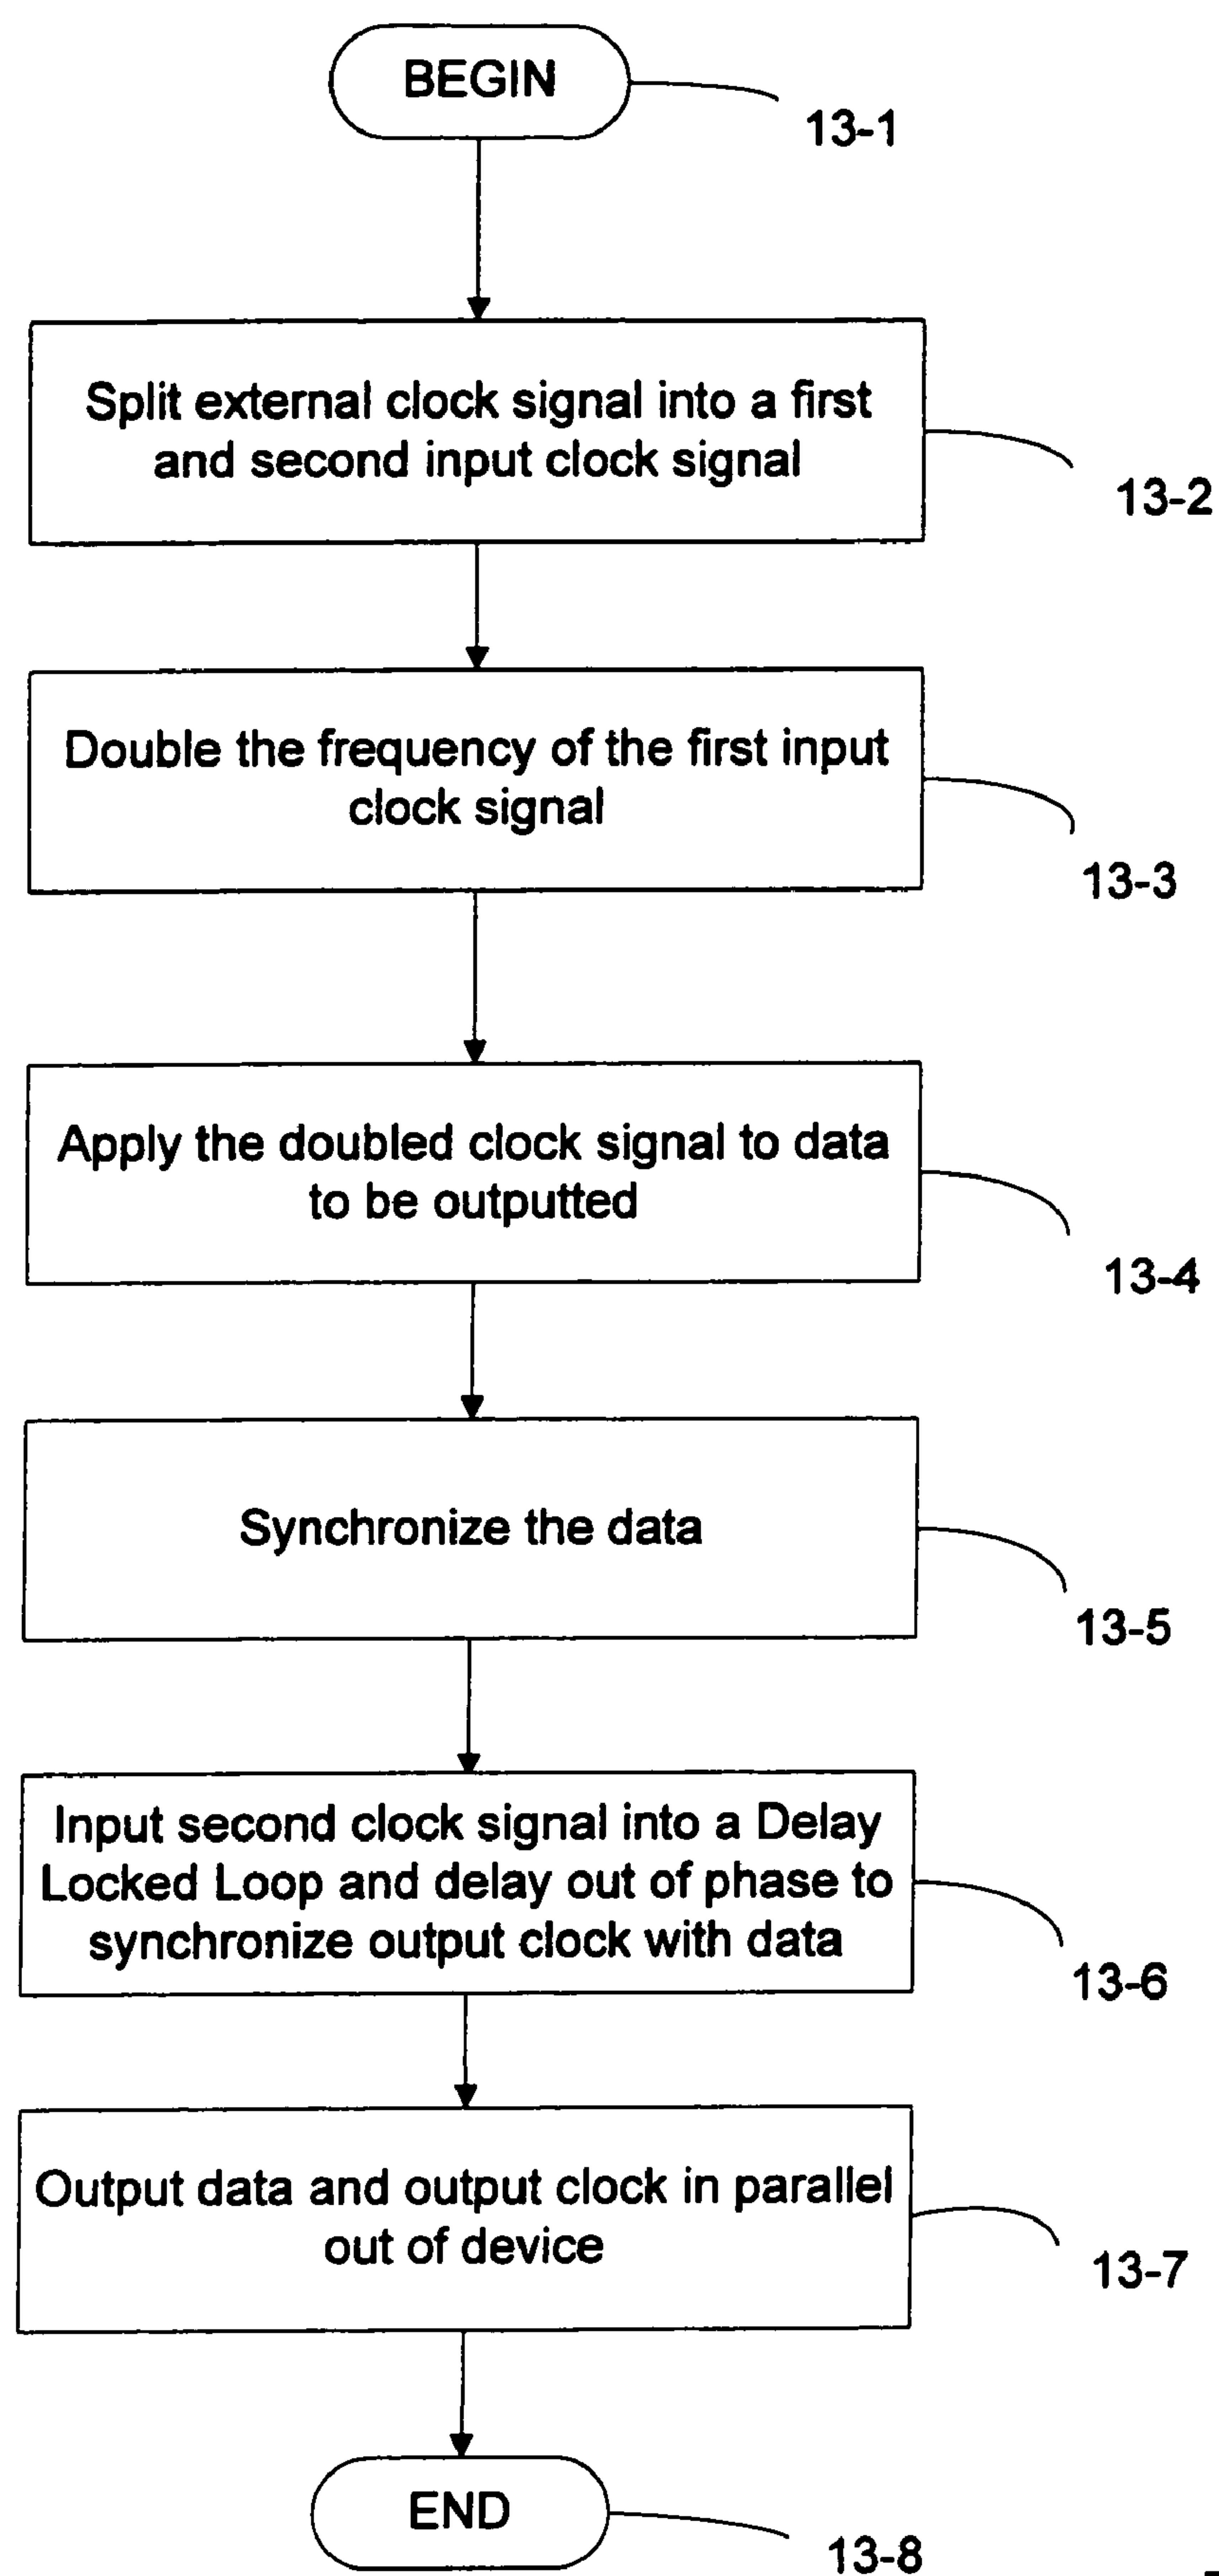 BEGIN
13-1
Split external clock signal into a first
and second input clock signal
13-2
Double the frequency of the first input
clock signal
13-3
Apply the doubled clock signal to data
to be outputted
13-4
Synchronize the data
13-5
Input second clock signal into a Delay
Locked Loop and delay out of phase to
synchronize output clock with data
13-6
Output data and output clock in parallel
out of device
13-7
END
13-8